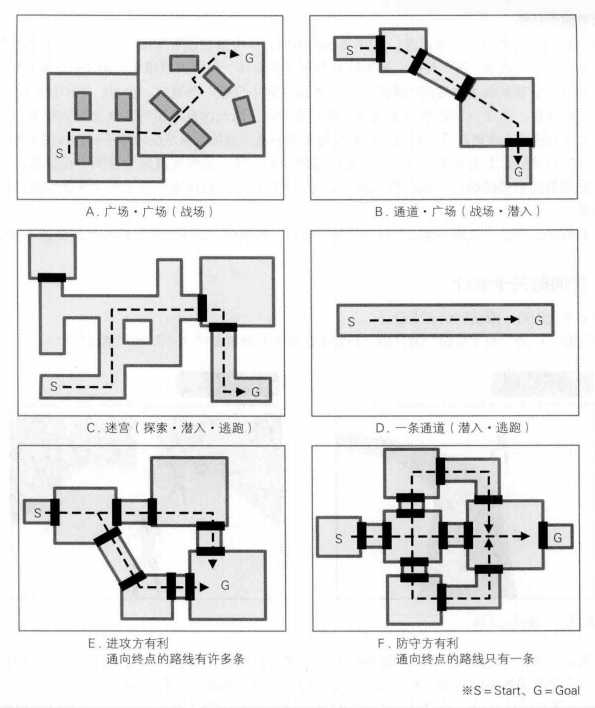 G
S
A. 广场・广场（战场）
S
G
B. 通道・广场（战场・潜入）
S
G
C. 迷宫（探索・潜入・逃跑）
S
G
D. 一条通道（潜入・逃跑）
S
G
E. 进攻方有利
通向终点的路线有许多条
S
G
F. 防守方有利
通向终点的路线只有一条
※S＝Start、G＝Goal